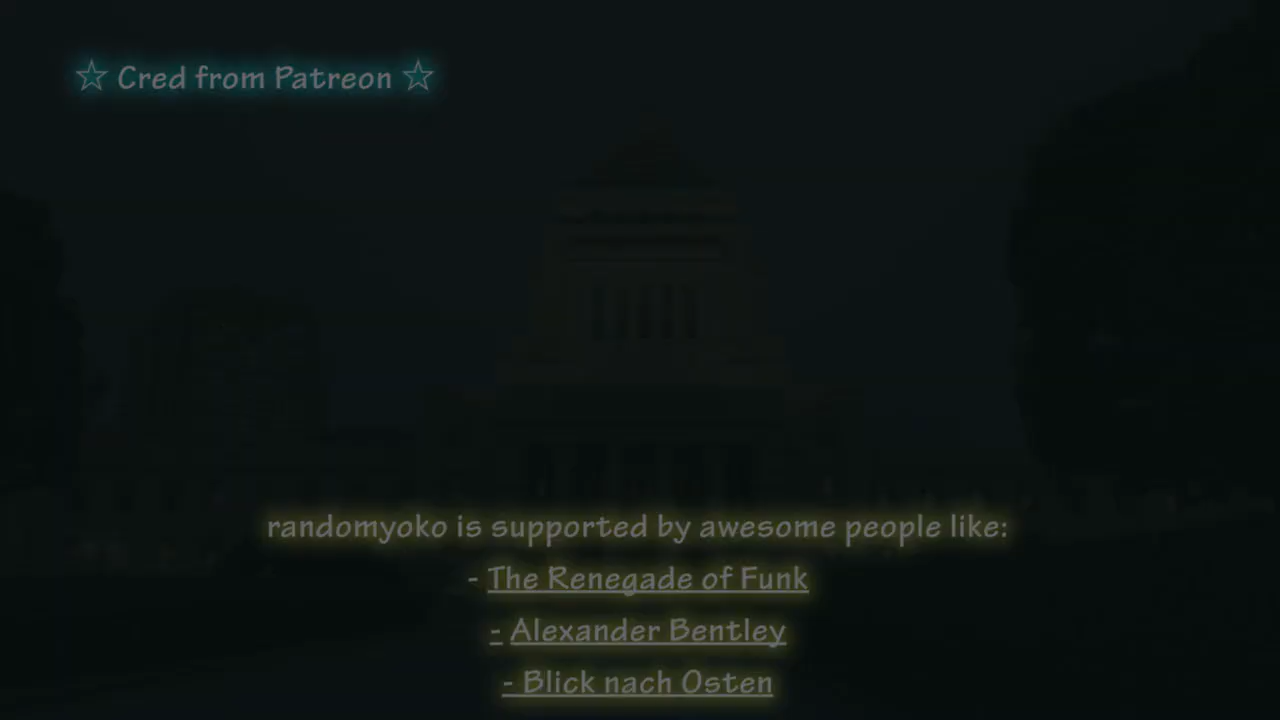 ☆ Cred from Patreon ☆
randomyoko is supported by awesome people like:
- The Renegade of Funk
- Alexander Bentley
- Blick nach Osten